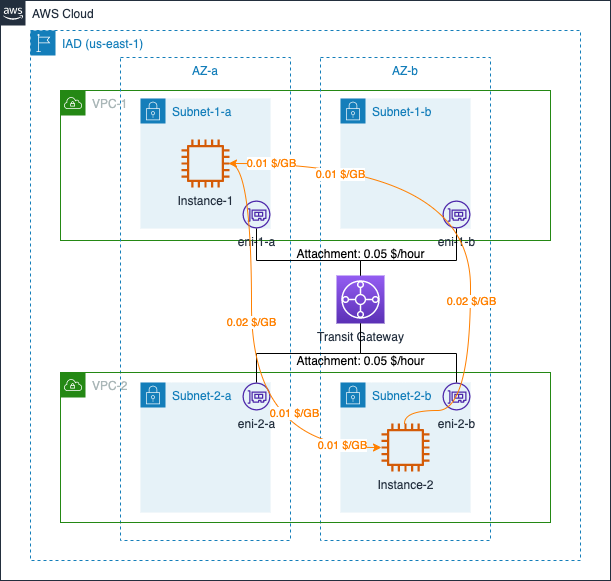 aws
AWS Cloud
IAD (us-east-1)
AZ-a
AZ-b
VPC-1
Subnet-1-a
Subnet-1-b
0.01 $/GB
0.01 $/GB
Instance-1
eni-1-a
eni-1-b
Attachment: 0.05 $/hour
0.02 $/GB
0.02 $/GB
Transit Gateway
Attachment: 0.05 $/hour
VPC-2
Subnet-2-a
Subnet-2-b
0.01 $/GB
eni-2-a
eni-2-b
0.01 $/GB
Instance-2